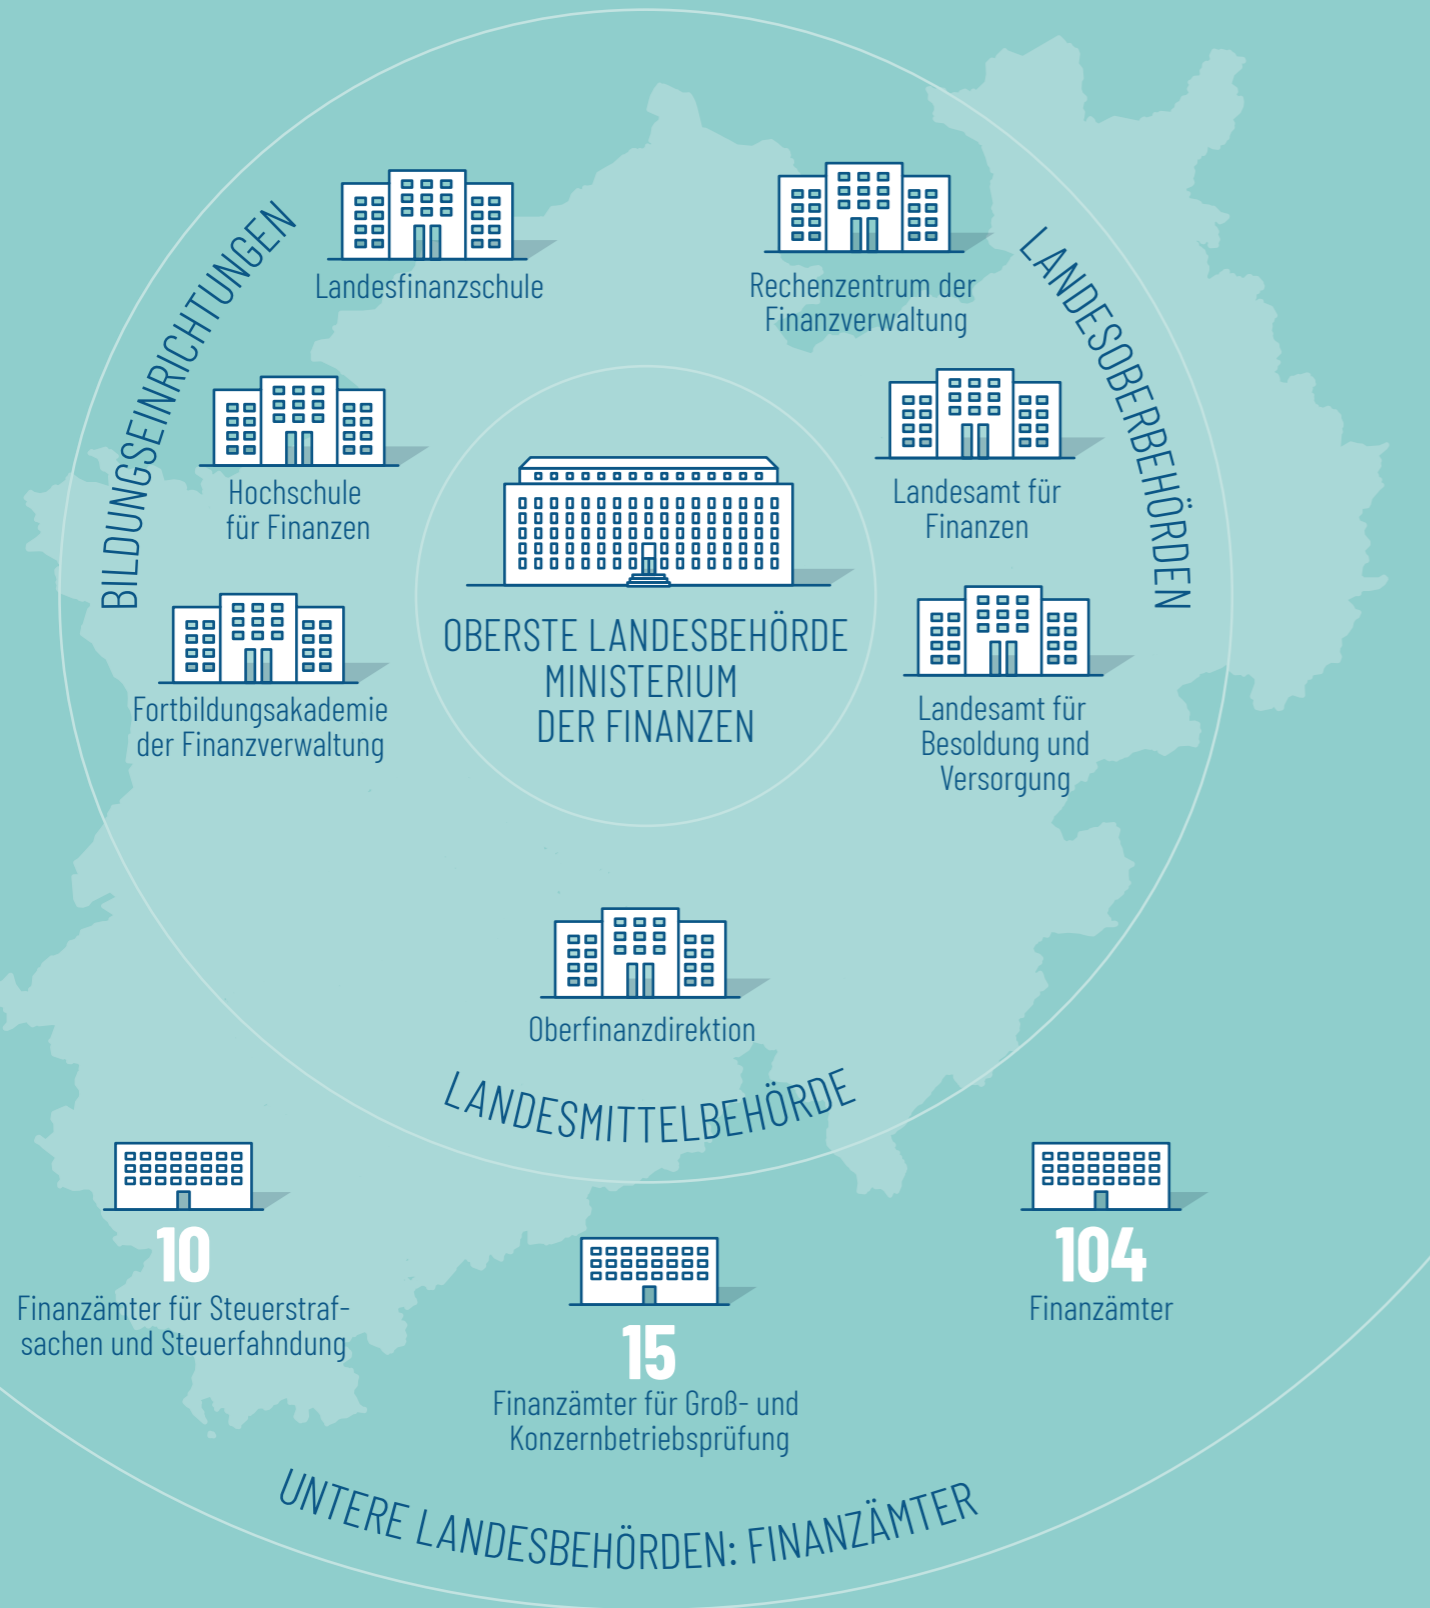 BILDUNGSEINRICHTUNGEN
Landesfinanzschule
Hochschule
für Finanzen
Fortbildungsakademie
der Finanzverwaltung
OBERSTE LANDESBEHÖRDE
MINISTERIUM
DER FINANZEN
LANDESOBERBEHÖRDEN
Rechenzentrum der
Finanzverwaltung
Landesamt für
Finanzen
Landesamt für
Besoldung und
Versorgung
Oberfinanzdirektion
LANDESMITTELBEHÖRDE
10
Finanzämter für Steuerstraf-
sachen und Steuerfahndung
15
Finanzämter für Groß- und
Konzernbetriebsprüfung
104
Finanzämter
UNTERE LANDESBEHÖRDEN: FINANZÄMTER